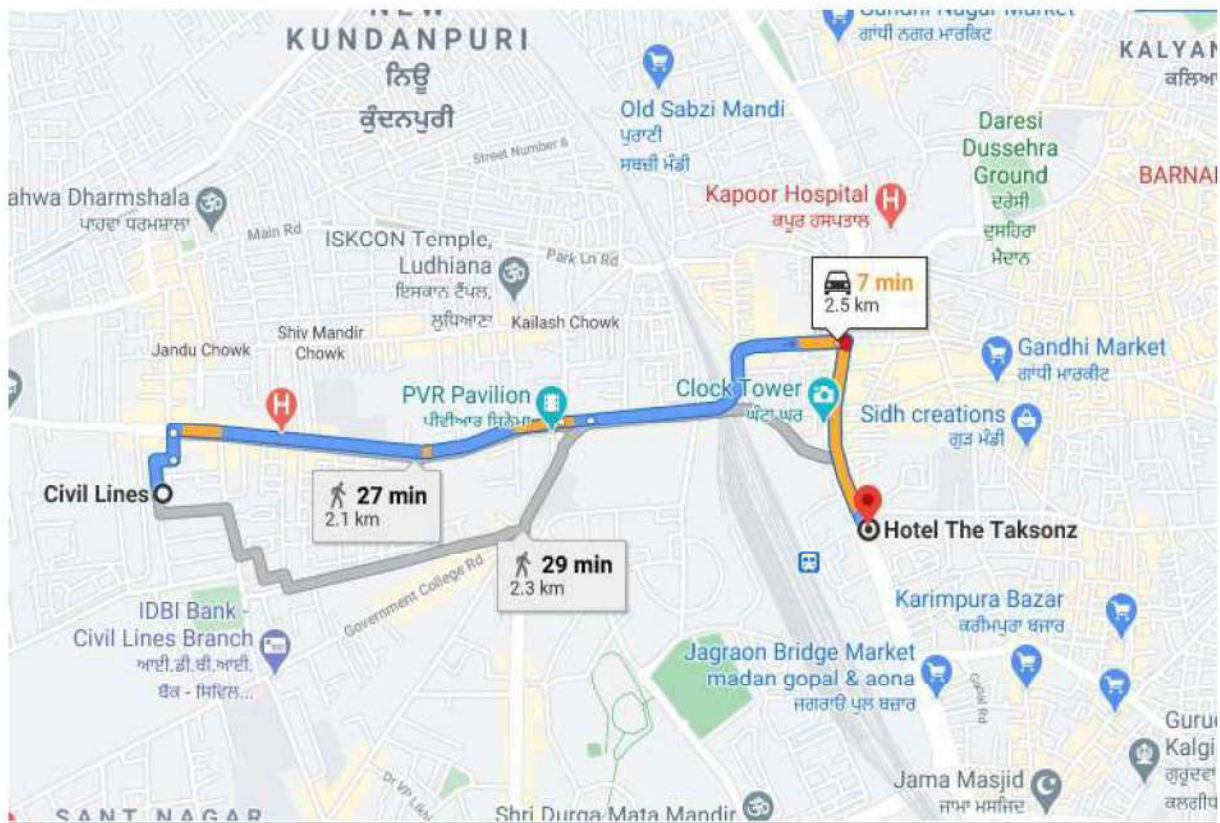 NEW
KUNDANPURI
ਨਿਊ
ਕੁੰਦਨਪੁਰੀ
Gandhi Nagar Market
ਗਾਂਧੀ ਨਗਰ ਮਾਰਕਿਟ
KALYAN
ਕਲਿਆ
Old Sabzi Mandi
ਪੁਰਾਣੀ
ਸਬਜ਼ੀ ਮੰਡੀ
Street Number 6
Daresi
Dussehra
Ground
ਦਰੇਸੀ
ਦੁਸਹਿਰਾ
ਮੈਦਾਨ
BARNA
ahwa Dharmshala
ਪਾਹਵਾ ਧਰਮਸ਼ਾਲਾ
Main Rd
Kapoor Hospital
ਕਪੂਰ ਹਸਪਤਾਲ
ISKCON Temple,
Ludhiana
ਇਸਕਾਨ ਟੈਂਪਲ,
ਲੁਧਿਆਣਾ
Park Ln Rd
7 min
2.5 km
Kailash Chowk
Shiv Mandir
Chowk
Jandu Chowk
Gandhi Market
ਗਾਂਧੀ ਮਾਰਕੀਟ
PVR Pavilion
ਪੀਵੀਆਰ ਸਿਨੇਮਾ
Clock Tower
ਘੰਟਾ ਘਰ
Sidh creations
ਗੁੜ ਮੰਡੀ
Civil Lines
27 min
2.1 km
Hotel The Taksonz
29 min
2.3 km
Government College Rd
IDBI Bank -
Civil Lines Branch
ਆਈ.ਡੀ.ਬੀ.ਆਈ.
ਬੈਂਕ - ਸਿਵਿਲ...
Karimpura Bazar
ਕਰੀਮਪੁਰਾ ਬਜਾਰ
Jagraon Bridge Market
madan gopal & aona
ਜਗਰਾਓਂ ਪੁਲ ਬਜ਼ਾਰ
Guru
Kalgi
ਗੁਰੂਦਵਾ
ਕਲਗੀਧ
Jama Masjid
ਜਾਮਾ ਮਸਜਿਦ
Dr VP
Shri Durga Mata Mandir
SANT NAGAR